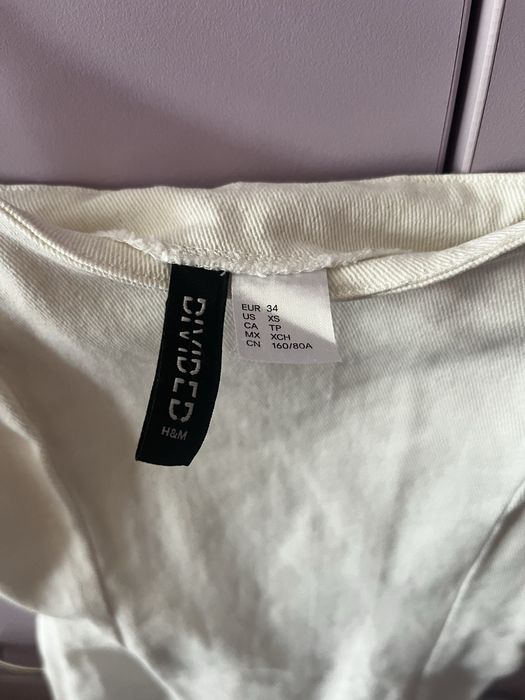 DIVIDED
H&M
EUR 34
US XS
CA TP
MX XCH
CN 160/80A